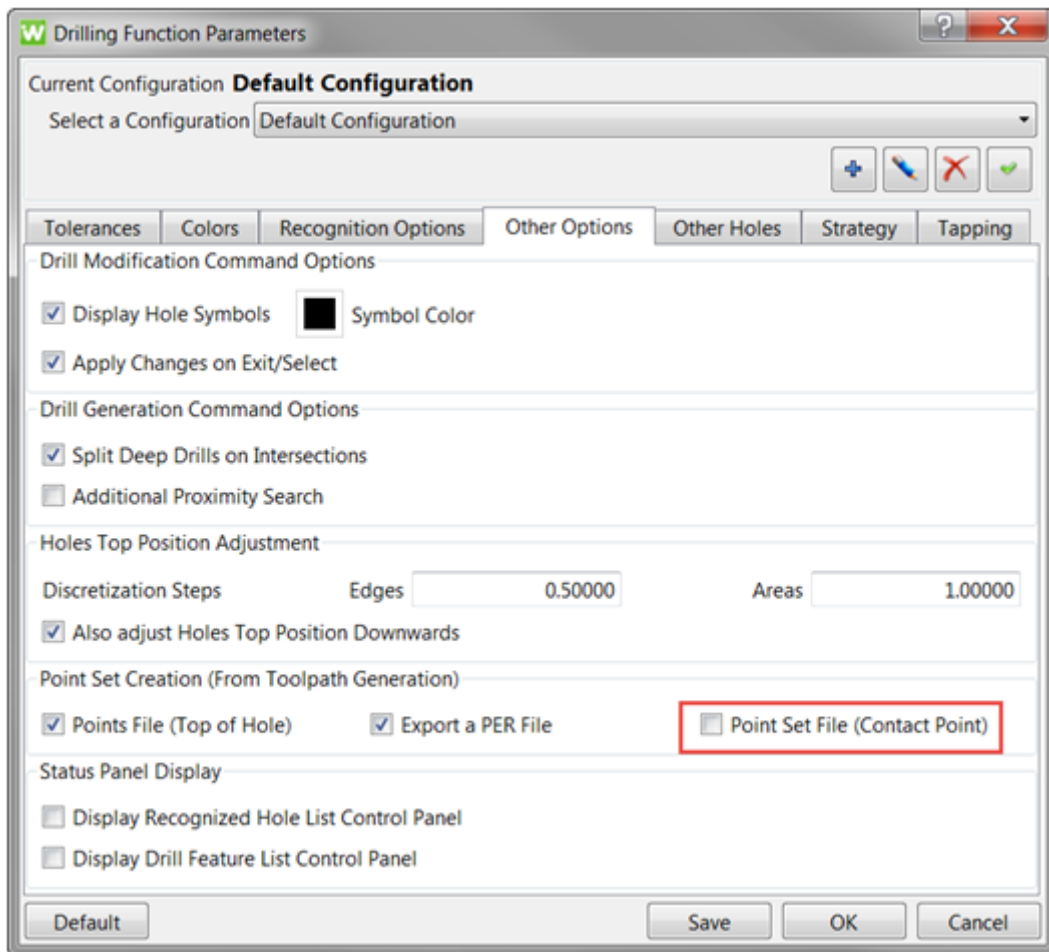 W Drilling Function Parameters
?
Current Configuration Default Configuration
Select a Configuration Default Configuration
Tolerances Colors Recognition Options Other Options Other Holes Strategy Tapping
Drill Modification Command Options
Display Hole Symbols Symbol Color
Apply Changes on Exit/Select
Drill Generation Command Options
Split Deep Drills on Intersections
Additional Proximity Search
Holes Top Position Adjustment
Discretization Steps Edges 0.50000 Areas 1.00000
Also adjust Holes Top Position Downwards
Point Set Creation (From Toolpath Generation)
Points File (Top of Hole) Export a PER File Point Set File (Contact Point)
Status Panel Display
Display Recognized Hole List Control Panel
Display Drill Feature List Control Panel
Default Save OK Cancel